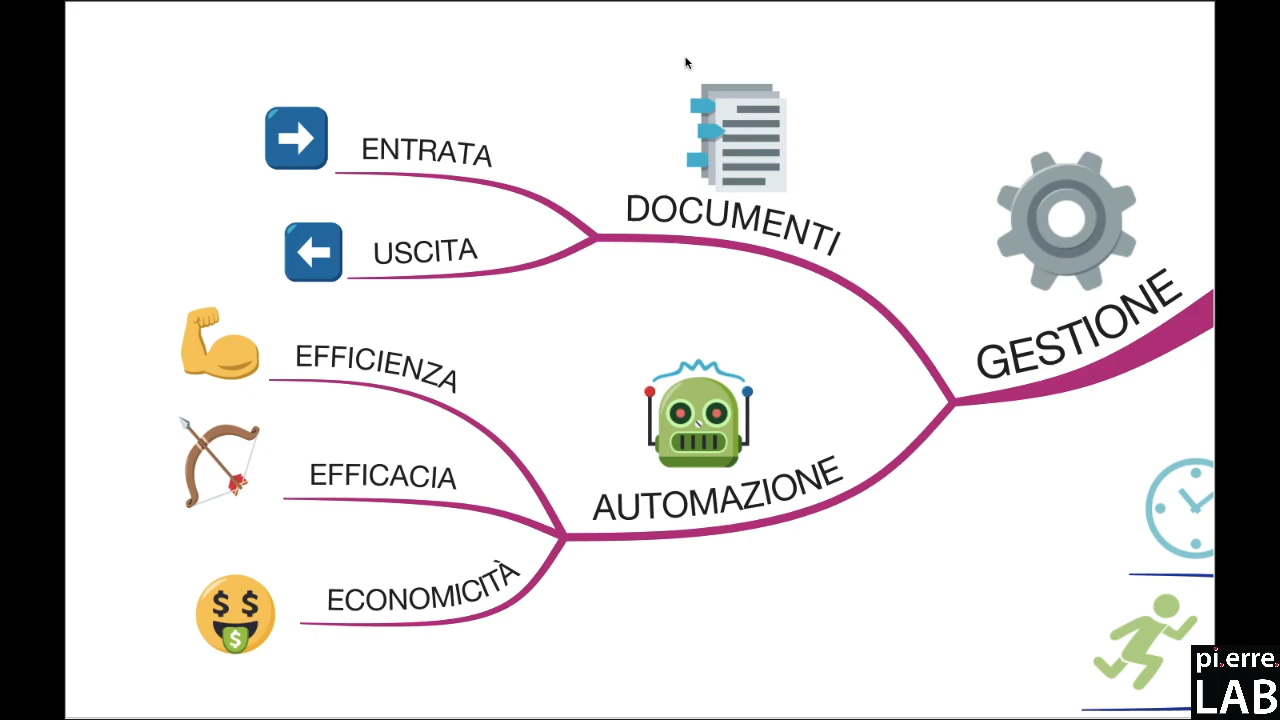 ENTRATA
DOCUMENTI
USCITA
GESTIONE
EFFICIENZA
EFFICACIA
AUTOMAZIONE
ECONOMICITÀ
pi.erre.
LAB